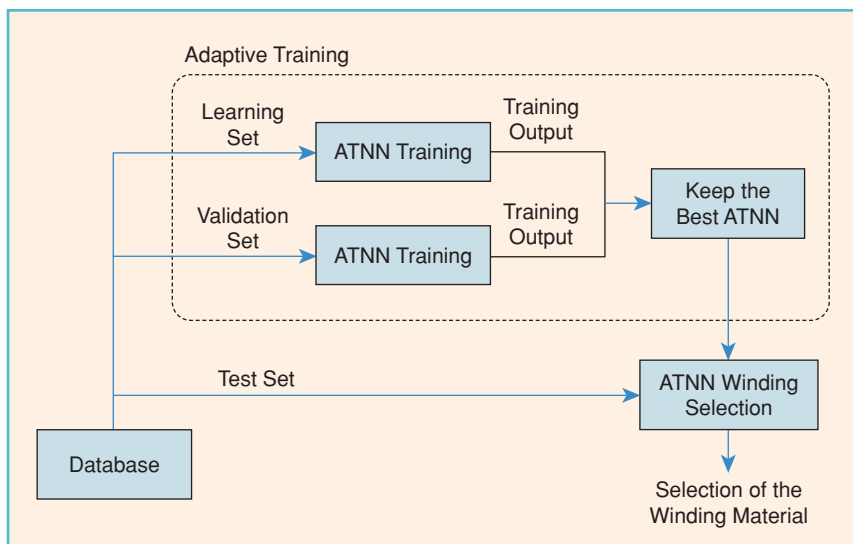 Adaptive Training
Learning
Set
ATNN Training
Training
Output
Validation
Set
ATNN Training
Training
Output
Keep the
Best ATNN
Test Set
ATNN Winding
Selection
Database
Selection of the
Winding Material